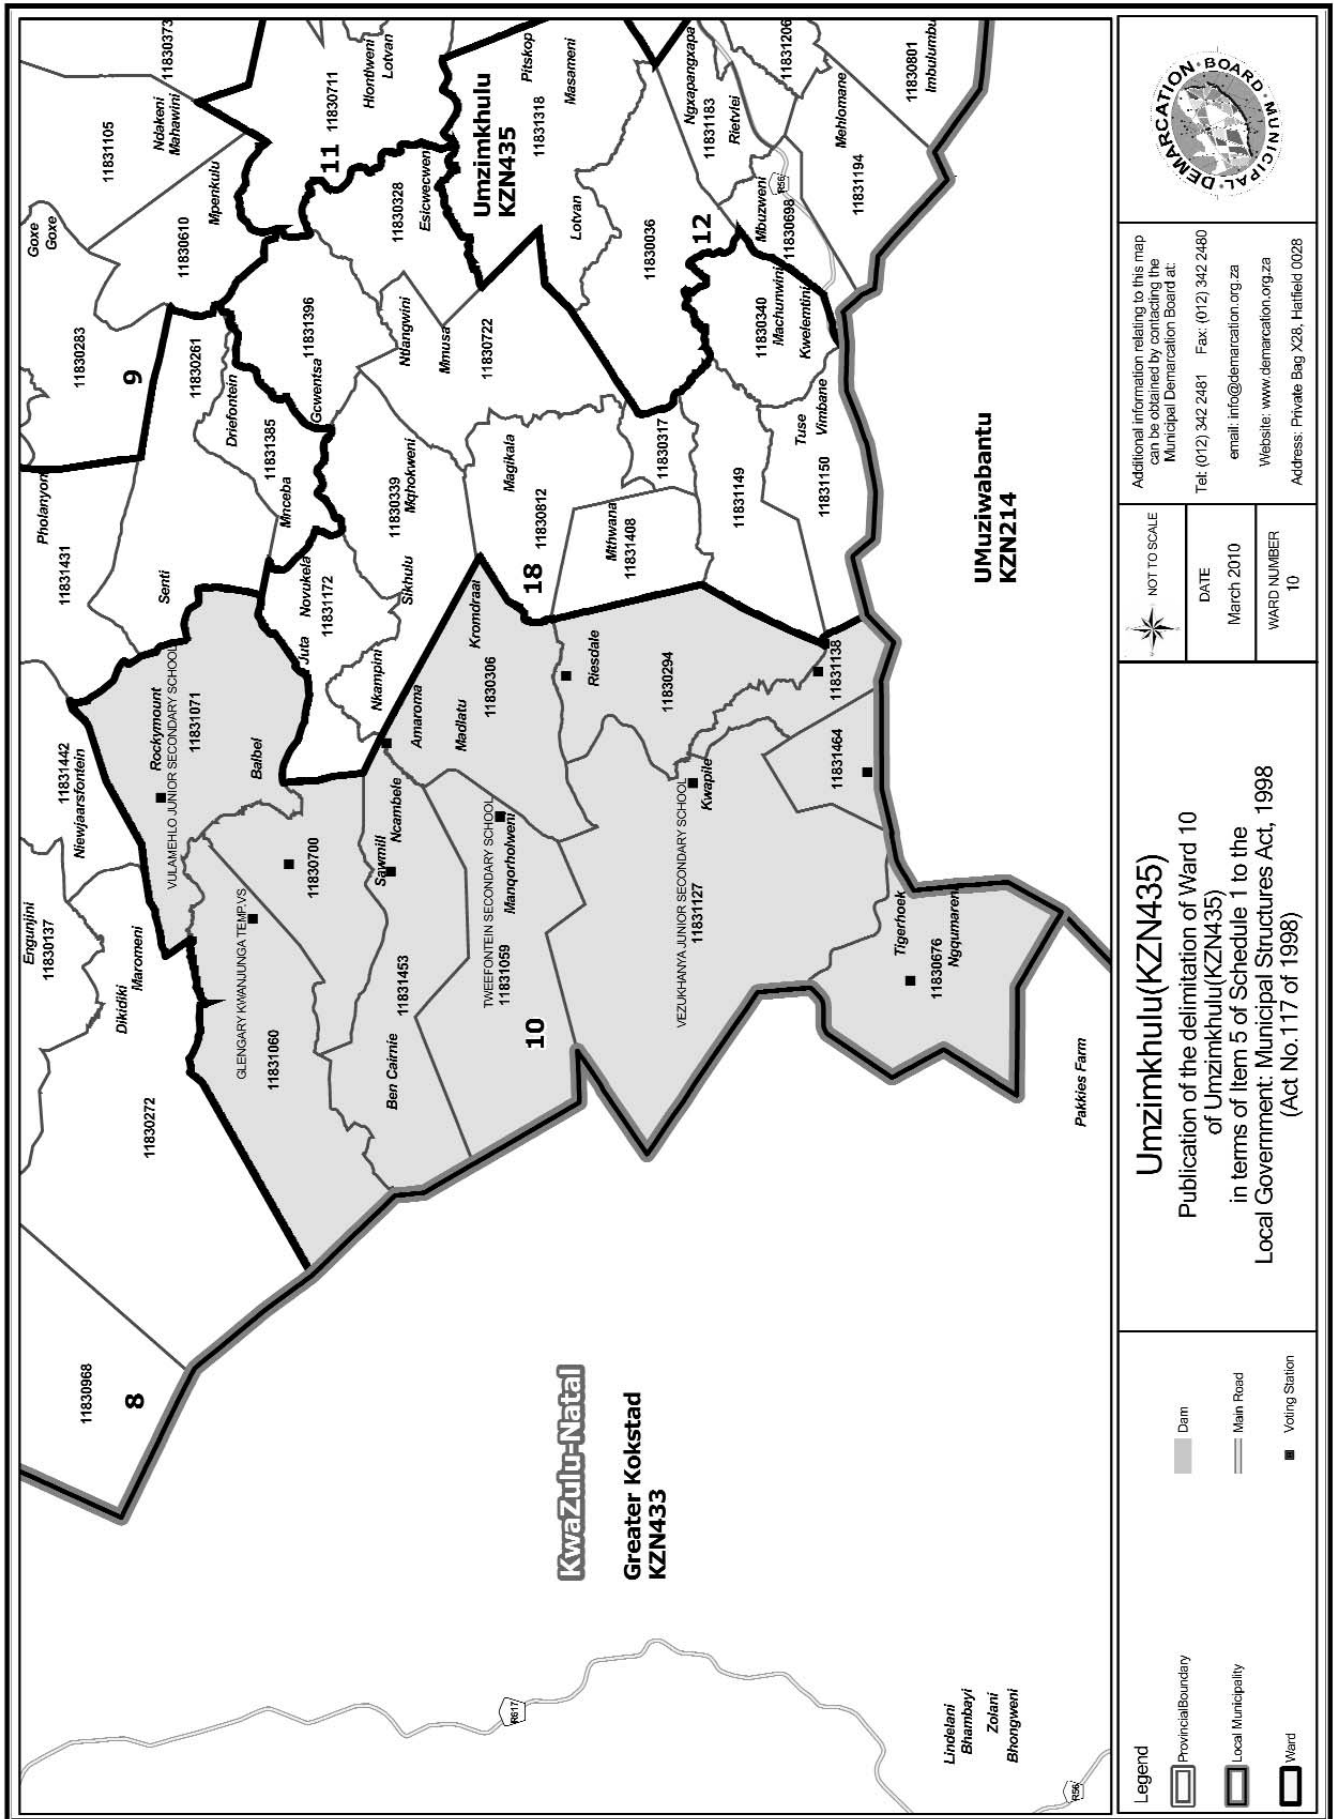 Engunjini
11830137
Dikidiki
Maromeni
11830272
11830968
8
11831442
Niewjaarsfontein
Pholanyon
11831431
Senti
9
11830283
Goxe
Goxe
11831105
Ndakeni
Mahawini
11830373
11830610
Mpenkulu
11830261
Driefontein
11831385
Mnceba
Gcwentsa
11831396
11
11830711
Hlontlweni
Lotvan
11830328
Esicwecwen
Umzimkhulu
KZN435
Pitskop
11831318
Masameni
Ntlangwini
Mmusa
11830722
Lotvan
11830036
12
Ngxapangxapa
11831183
Rietvlei
11831206
Mehlomane
11830801
Imbulumbu
11831194
Mbuzweni
R56
11830698
11830340
Machunwini
Kwelemtini
Tuse
Vimbane
11831150
11831149
11830317
Mthwana
11831408
Magikala
11830812
18
11830339
Mqhokweni
Sikhulu
Novukela
11831172
Juta
Nkampini
Rockymount
VULAMEHLO JUNIOR SECONDARY SCHOOL
11831071
Balbel
GLENGARY KWANJUNGA TEMP.VS
11831060
11830700
Sawmill
Ncambele
11831453
Ben Cairnie
Amaroma
Madlatu
11830306
Kromdraal
TWEEFONTEIN SECONDARY SCHOOL
Manqorholweni
11831059
10
Riesdale
11830294
Kwapile
VEZUKHANYA JUNIOR SECONDARY SCHOOL
11831127
11831138
11831464
Tigerhoek
11830676
Ngqumareni
Pakkies Farm
UMuziwabantu
KZN214
KwaZulu-Natal
Greater Kokstad
KZN433
R617
Lindelani
Bhambayi
Zolani
Bhongweni
R56
Legend
ProvincialBoundary
Local Municipality
Ward
Dam
Main Road
Voting Station
Umzimkhulu(KZN435)
Publication of the delimitation of Ward 10
of Umzimkhulu(KZN435)
in terms of Item 5 of Schedule 1 to the
Local Government: Municipal Structures Act, 1998
(Act No.117 of 1998)
NOT TO SCALE
DATE
March 2010
WARD NUMBER
10
Additional information relating to this map
can be obtained by contacting the
Municipal Demarcation Board at:
Tel: (012) 342 2481 Fax: (012) 342 2480
email: info@demarcation.org.za
Website: www.demarcation.org.za
Address: Private Bag X28, Hatfield 0028
MUNICIPAL DEMARCATION BOARD